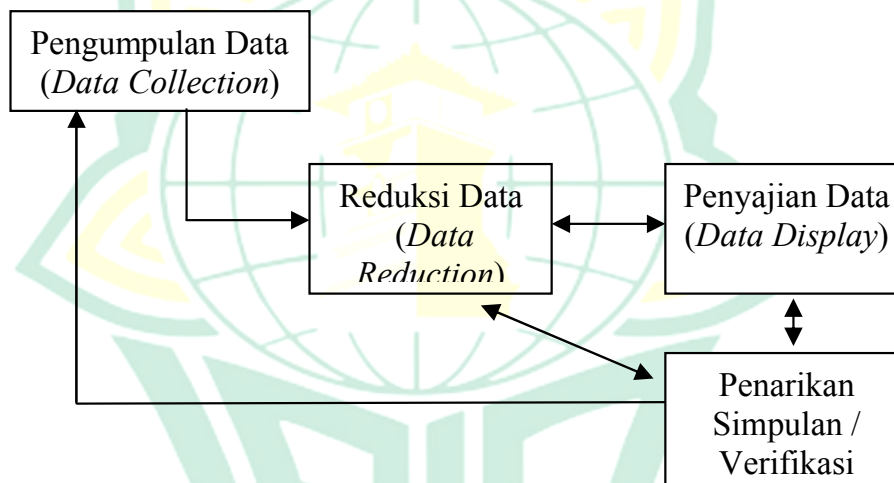 Pengumpulan Data
(Data Collection)
Reduksi Data
(Data
Reduction)
Penyajian Data
(Data Display)
Penarikan
Simpulan /
Verifikasi